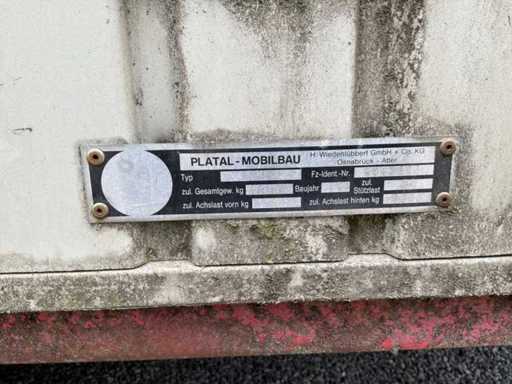 PLATAL-MOBILBAU H. Wiedenlübbert GmbH + Co. KG
Osnabrück - Atter
Typ Fz-Ident.-Nr.
zul. Gesamtgew. kg Baujahr zul. Stützlast
zul. Achslast vorn kg zul. Achslast hinten kg